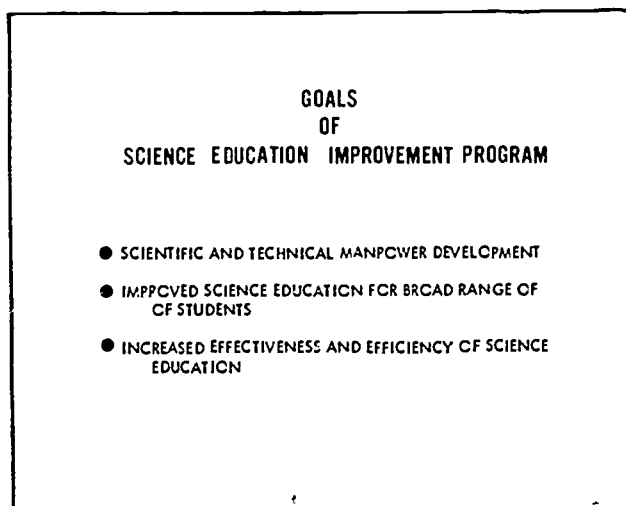 GOALS
OF
SCIENCE EDUCATION IMPROVEMENT PROGRAM
● SCIENTIFIC AND TECHNICAL MANPOWER DEVELOPMENT
● IMPROVED SCIENCE EDUCATION FOR BROAD RANGE OF
OF STUDENTS
● INCREASED EFFECTIVENESS AND EFFICIENCY OF SCIENCE
EDUCATION